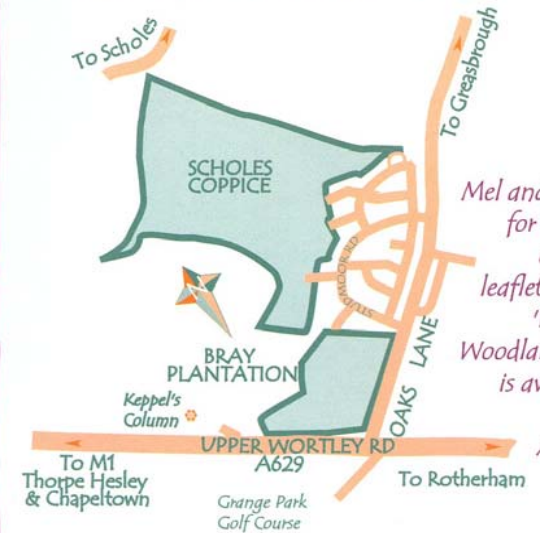 To Scholes
To Greasbrough
SCHOLES
COPPICE
Mel and
for
leaflet
STUDMOOR RD
N
Woodla
BRAY
PLANTATION
is av
OAKS LANE
Keppel's
Column
UPPER WORTLEY RD
A629
To M1
Thorpe Hesley
& Chapeltown
To Rotherham
Grange Park
Golf Course